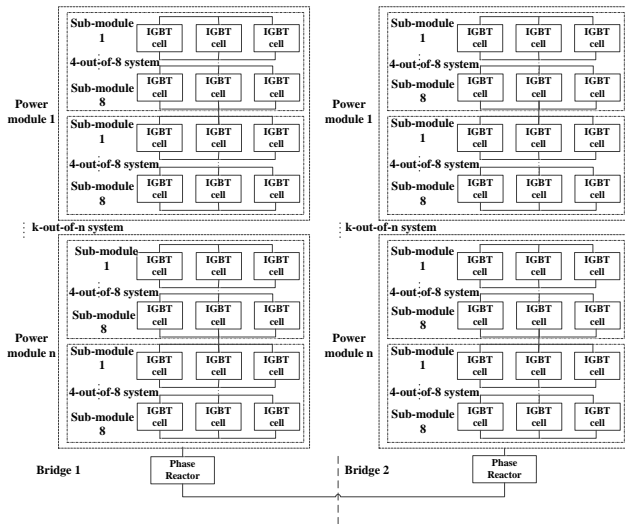 Sub-module
1
IGBT
cell
IGBT
cell
IGBT
cell
4-out-of-8 system
Sub-module
8
IGBT
cell
IGBT
cell
IGBT
cell
Power
module 1
Sub-module
1
IGBT
cell
IGBT
cell
IGBT
cell
4-out-of-8 system
Sub-module
8
IGBT
cell
IGBT
cell
IGBT
cell
k-out-of-n system
Sub-module
1
IGBT
cell
IGBT
cell
IGBT
cell
4-out-of-8 system
Sub-module
8
IGBT
cell
IGBT
cell
IGBT
cell
Power
module n
Sub-module
1
IGBT
cell
IGBT
cell
IGBT
cell
4-out-of-8 system
Sub-module
8
IGBT
cell
IGBT
cell
IGBT
cell
Bridge 1
Phase
Reactor
Sub-module
1
IGBT
cell
IGBT
cell
IGBT
cell
4-out-of-8 system
Sub-module
8
IGBT
cell
IGBT
cell
IGBT
cell
Power
module 1
Sub-module
1
IGBT
cell
IGBT
cell
IGBT
cell
4-out-of-8 system
Sub-module
8
IGBT
cell
IGBT
cell
IGBT
cell
k-out-of-n system
Sub-module
1
IGBT
cell
IGBT
cell
IGBT
cell
4-out-of-8 system
Sub-module
8
IGBT
cell
IGBT
cell
IGBT
cell
Power
module n
Sub-module
1
IGBT
cell
IGBT
cell
IGBT
cell
4-out-of-8 system
Sub-module
8
IGBT
cell
IGBT
cell
IGBT
cell
Bridge 2
Phase
Reactor